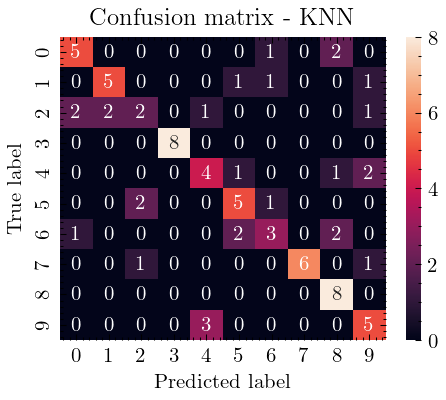 Confusion matrix - KNN
0 5 0 0 0 0 0 1 0 2 0
1 0 5 0 0 0 1 1 0 0 1
2 2 2 2 0 1 0 0 0 0 1
3 0 0 0 8 0 0 0 0 0 0
4 0 0 0 0 4 1 0 0 1 2
5 0 0 2 0 0 5 1 0 0 0
6 1 0 0 0 0 2 3 0 2 0
7 0 0 1 0 0 0 0 6 0 1
8 0 0 0 0 0 0 0 0 8 0
9 0 0 0 0 3 0 0 0 0 5
0 1 2 3 4 5 6 7 8 9
Predicted label
True label
8
6
4
2
0